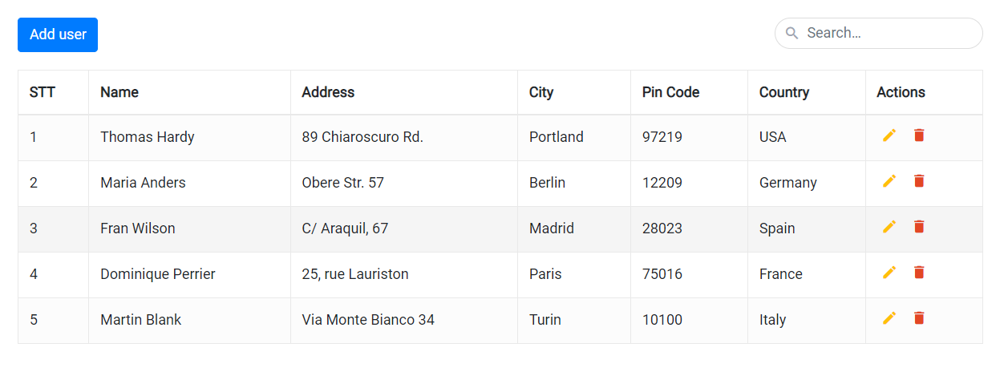 Add user
Search...
STT Name Address City Pin Code Country Actions
1 Thomas Hardy 89 Chiaroscuro Rd. Portland 97219 USA
2 Maria Anders Obere Str. 57 Berlin 12209 Germany
3 Fran Wilson C/ Araquil, 67 Madrid 28023 Spain
4 Dominique Perrier 25, rue Lauriston Paris 75016 France
5 Martin Blank Via Monte Bianco 34 Turin 10100 Italy